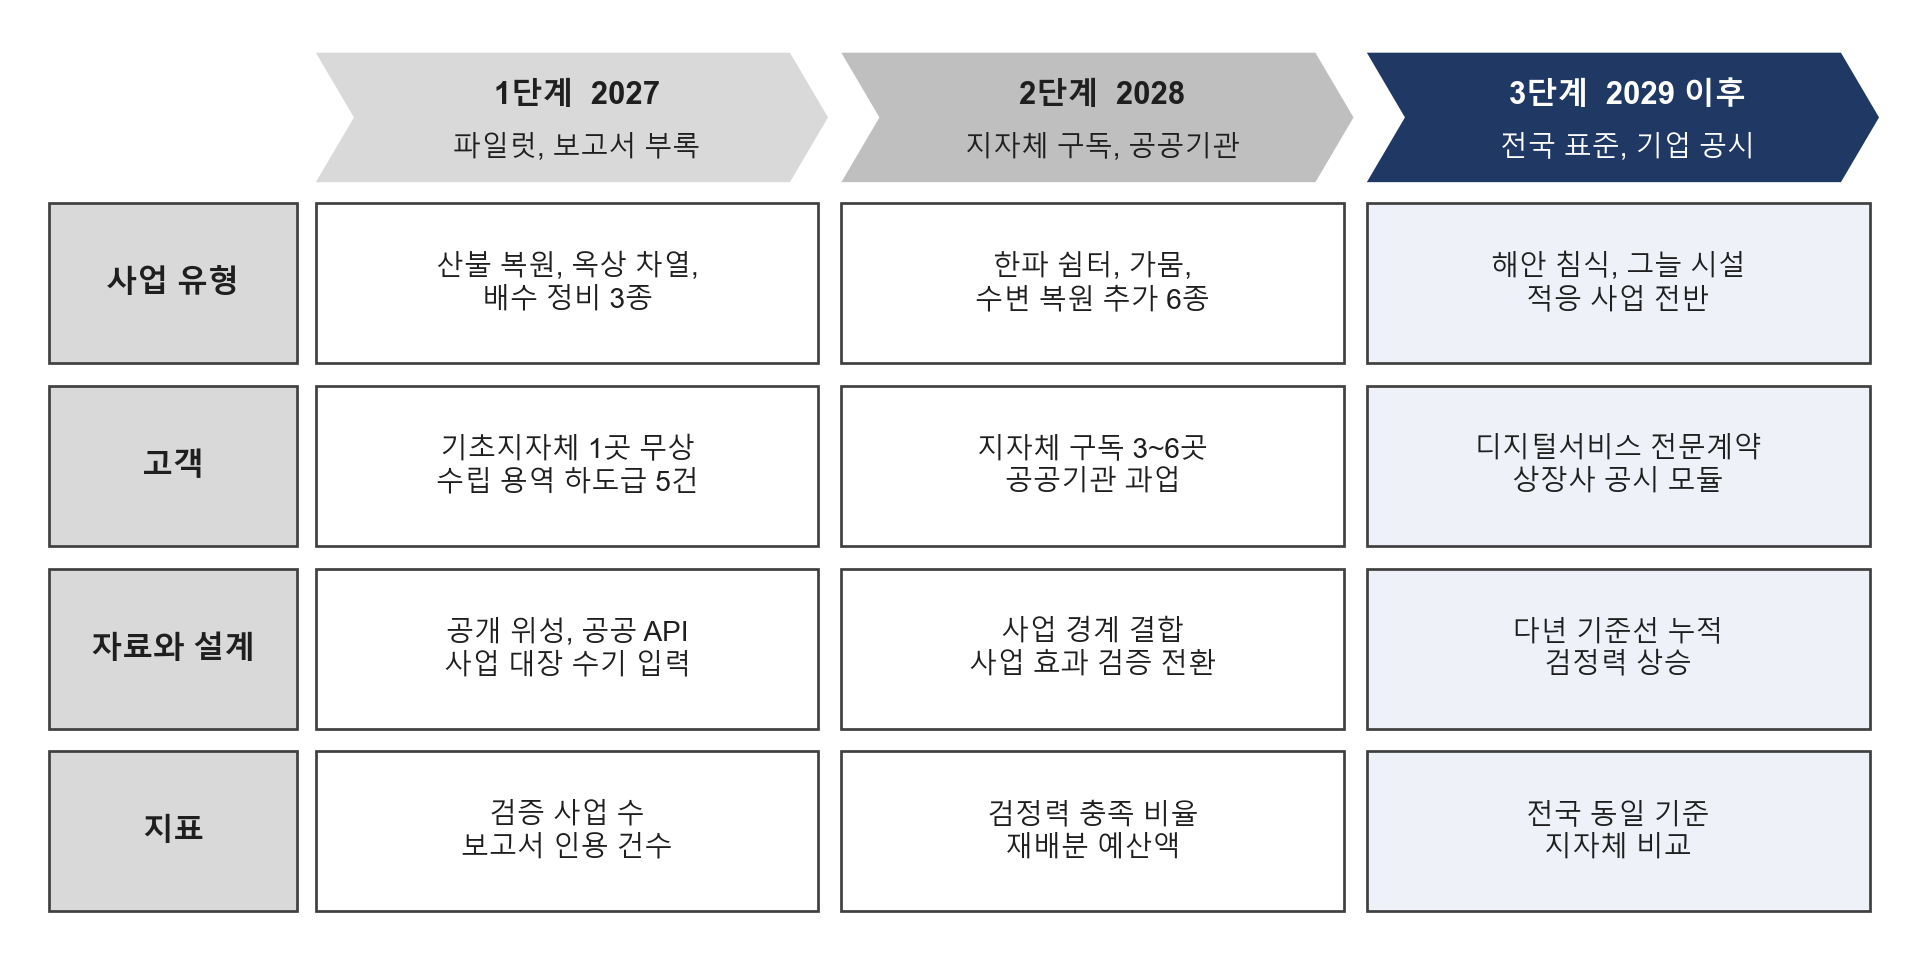 1단계 2027
파일럿, 보고서 부록
2단계 2028
지자체 구독, 공공기관
3단계 2029 이후
전국 표준, 기업 공시
사업 유형
산불 복원, 옥상 차열,
배수 정비 3종
한파 쉼터, 가뭄,
수변 복원 추가 6종
해안 침식, 그늘 시설
적응 사업 전반
고객
기초지자체 1곳 무상
수립 용역 하도급 5건
지자체 구독 3~6곳
공공기관 과업
디지털서비스 전문계약
상장사 공시 모듈
자료와 설계
공개 위성, 공공 API
사업 대장 수기 입력
사업 경계 결합
사업 효과 검증 전환
다년 기준선 누적
검정력 상승
지표
검증 사업 수
보고서 인용 건수
검정력 충족 비율
재배분 예산액
전국 동일 기준
지자체 비교